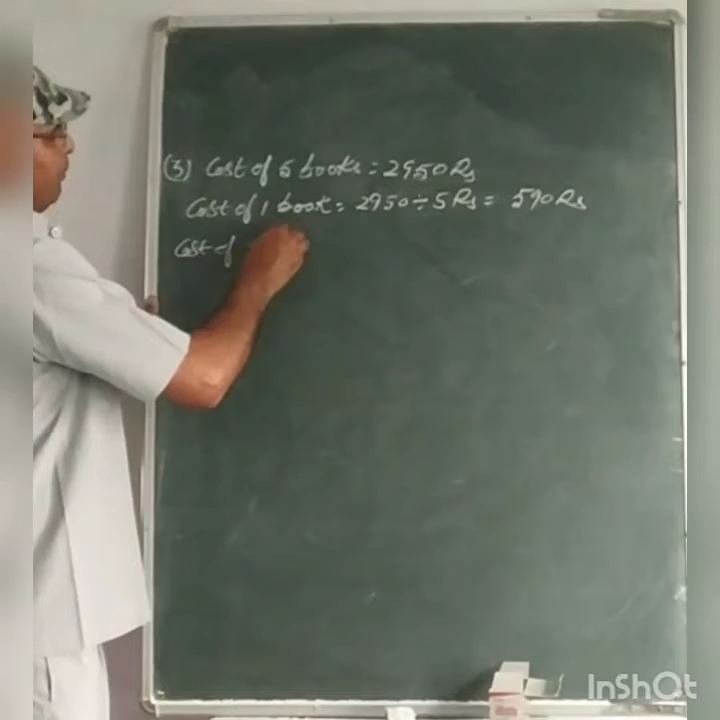 (3) Cost of 5 books = 2950 Rs
Cost of 1 book = 2950 ÷ 5 Rs = 590 Rs
Cost of
InShOt